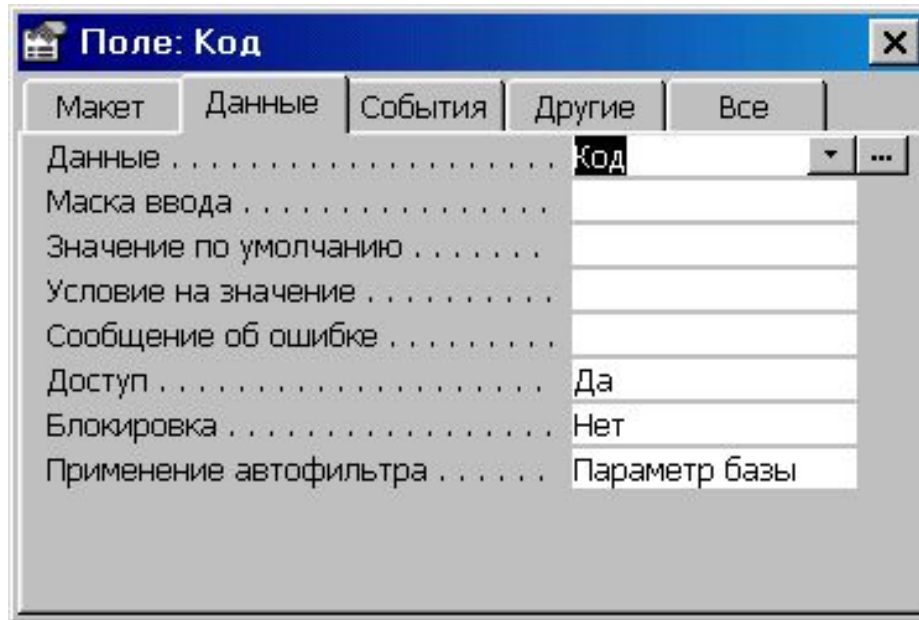 Поле: Код
Макет Данные События Другие Все
Данные . . . . . . . . . . . . . . . . . . . . Код
Маска ввода . . . . . . . . . . . . . . . .
Значение по умолчанию . . . . . . .
Условие на значение . . . . . . . . . .
Сообщение об ошибке . . . . . . . . .
Доступ . . . . . . . . . . . . . . . . . . . . Да
Блокировка . . . . . . . . . . . . . . . . . Нет
Применение автофильтра . . . . . . Параметр базы